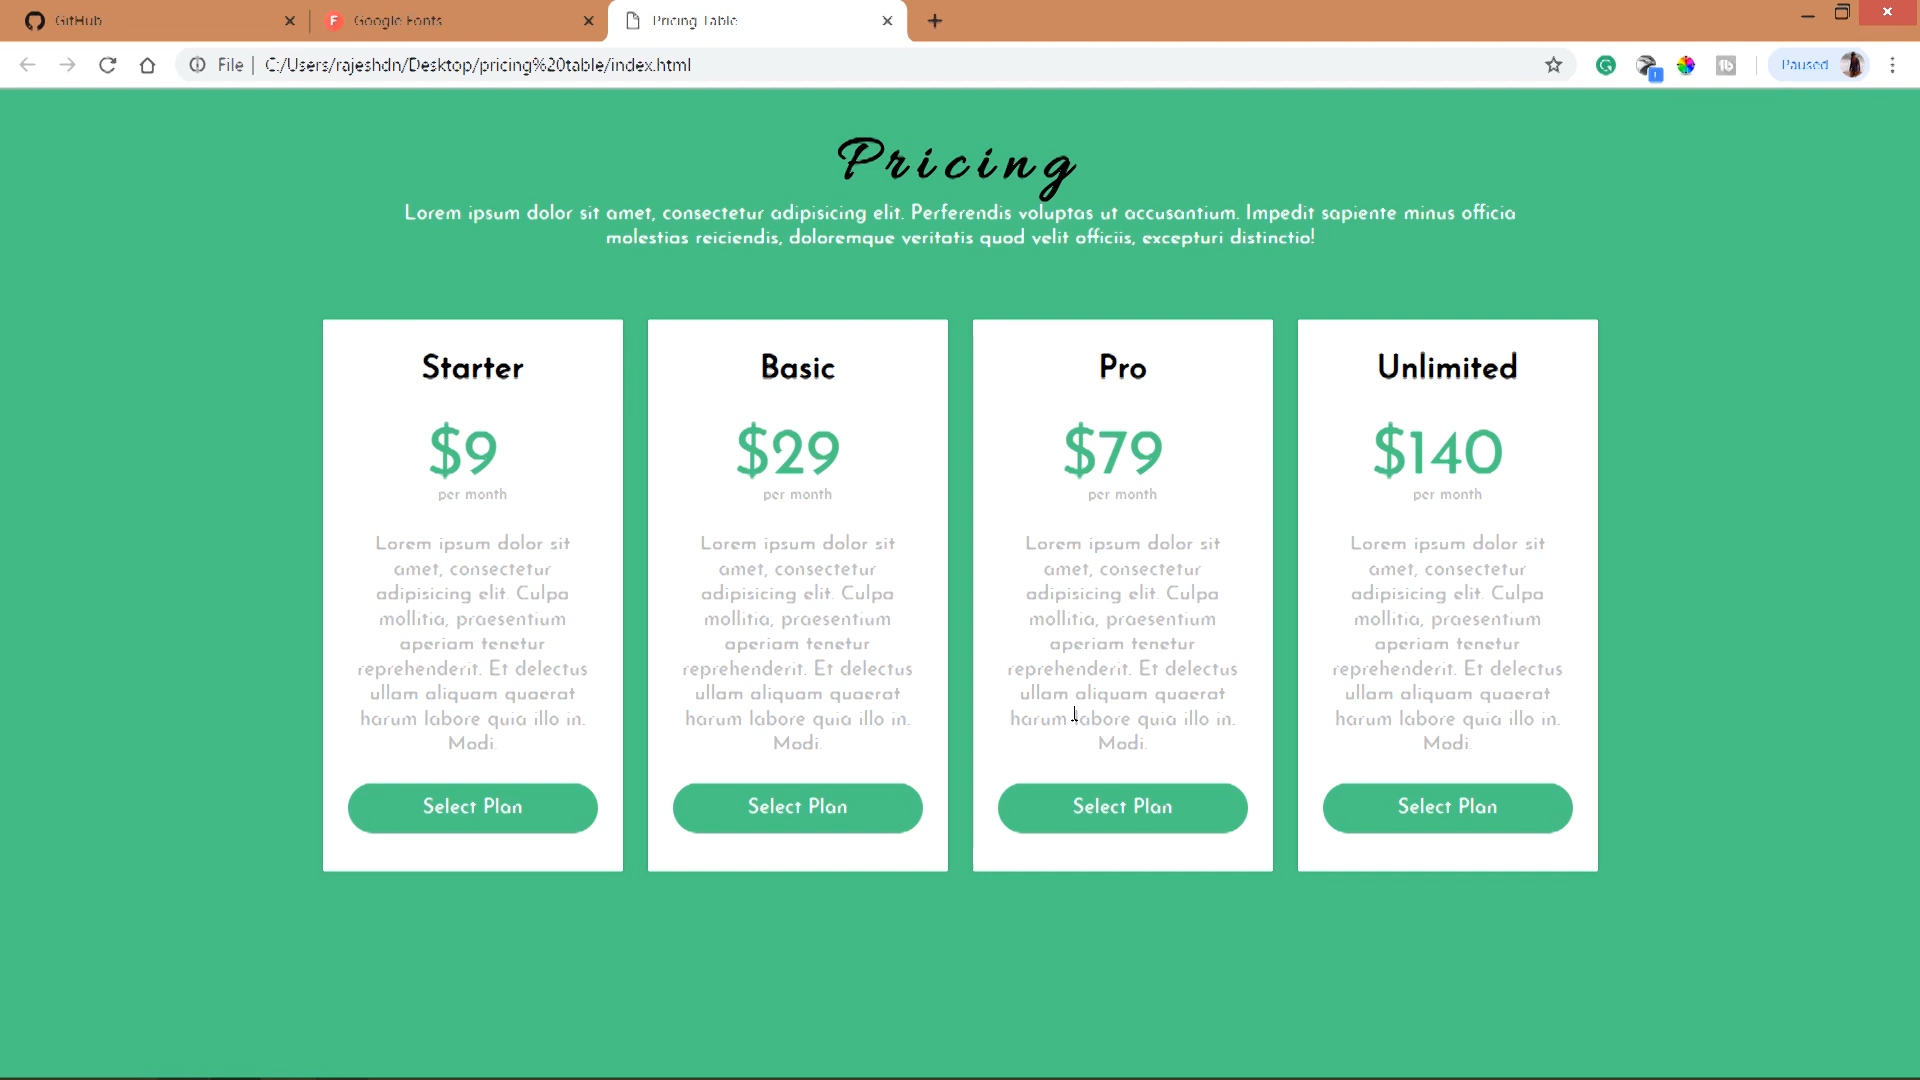 GitHub
Google Fonts
Pricing Table
File
C:/Users/rajeshdn/Desktop/pricing%20table/index.html
Paused
Pricing
Lorem ipsum dolor sit amet, consectetur adipisicing elit. Perferendis voluptas ut accusantium. Impedit sapiente minus officia
molestias reiciendis, doloremque veritatis quod velit officiis, excepturi distinctio!
Starter
$9
per month
Lorem ipsum dolor sit
amet, consectetur
adipisicing elit. Culpa
mollitia, praesentium
aperiam tenetur
reprehenderit. Et delectus
ullam aliquam quaerat
harum labore quia illo in.
Modi.
Select Plan
Basic
$29
per month
Lorem ipsum dolor sit
amet, consectetur
adipisicing elit. Culpa
mollitia, praesentium
aperiam tenetur
reprehenderit. Et delectus
ullam aliquam quaerat
harum labore quia illo in.
Modi.
Select Plan
Pro
$79
per month
Lorem ipsum dolor sit
amet, consectetur
adipisicing elit. Culpa
mollitia, praesentium
aperiam tenetur
reprehenderit. Et delectus
ullam aliquam quaerat
harum labore quia illo in.
Modi.
Select Plan
Unlimited
$140
per month
Lorem ipsum dolor sit
amet, consectetur
adipisicing elit. Culpa
mollitia, praesentium
aperiam tenetur
reprehenderit. Et delectus
ullam aliquam quaerat
harum labore quia illo in.
Modi.
Select Plan